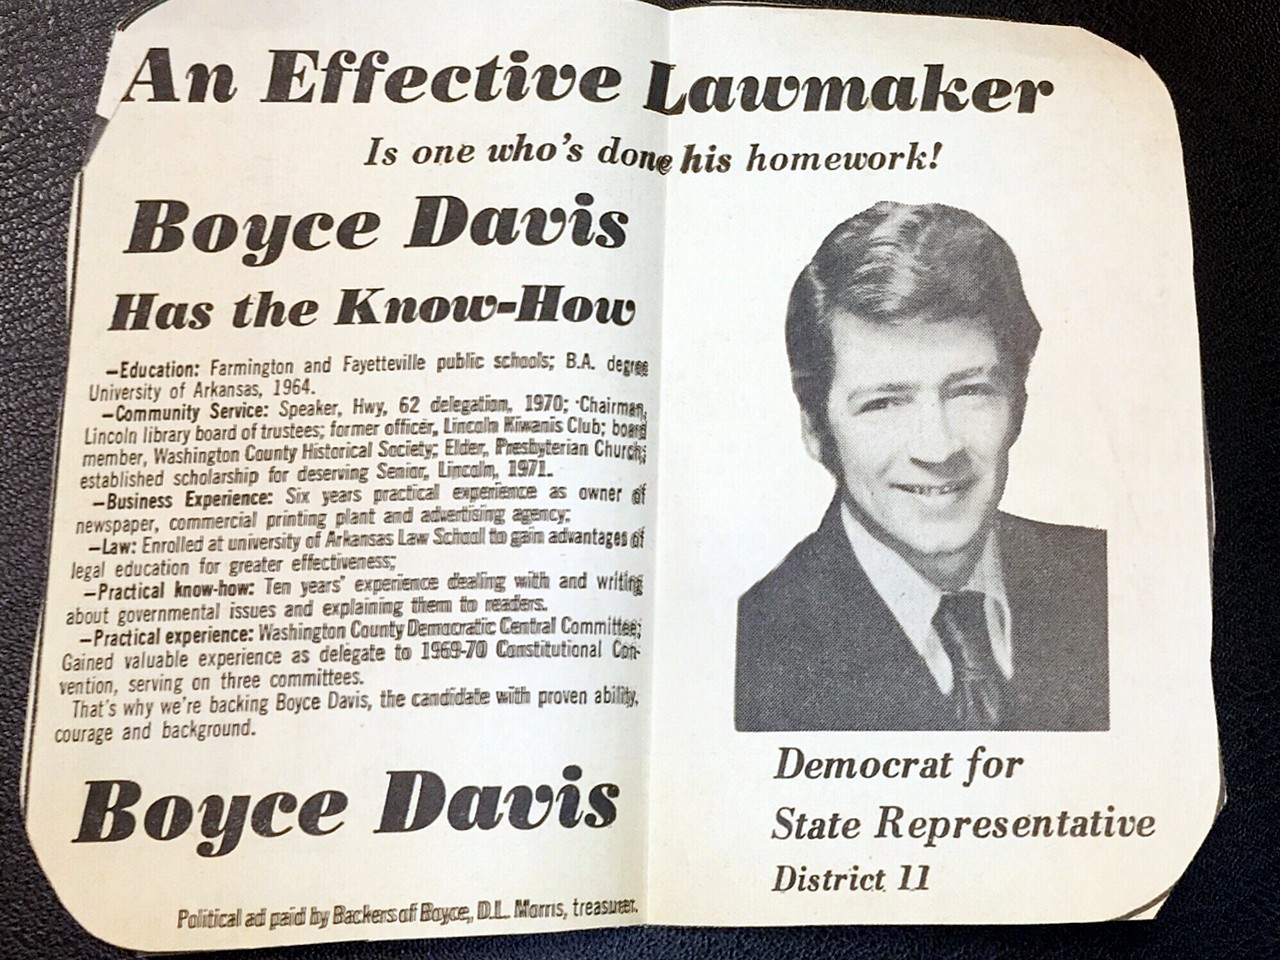 An Effective Lawmaker
Is one who's done his homework!
Boyce Davis
Has the Know-How
—Education: Farmington and Fayetteville public schools; B.A. degree
University of Arkansas, 1964.
—Community Service: Speaker, Hwy, 62 delegation, 1970; Chairman,
Lincoln library board of trustees; former officer, Lincoln Kiwanis Club; board
member, Washington County Historical Society; Elder, Presbyterian Church;
established scholarship for deserving Senior, Lincoln, 1971.
—Business Experience: Six years practical experience as owner of
newspaper, commercial printing plant and advertising agency;
—Law: Enrolled at university of Arkansas Law School to gain advantages of
legal education for greater effectiveness;
—Practical know-how: Ten years' experience dealing with and writing
about governmental issues and explaining them to readers.
—Practical experience: Washington County Democratic Central Committee;
Gained valuable experience as delegate to 1969-70 Constitutional Con-
vention, serving on three committees.
That's why we're backing Boyce Davis, the candidate with proven ability,
courage and background.
Boyce Davis
Political ad paid by Backers of Boyce, D.L. Morris, treasurer.
Democrat for
State Representative
District 11